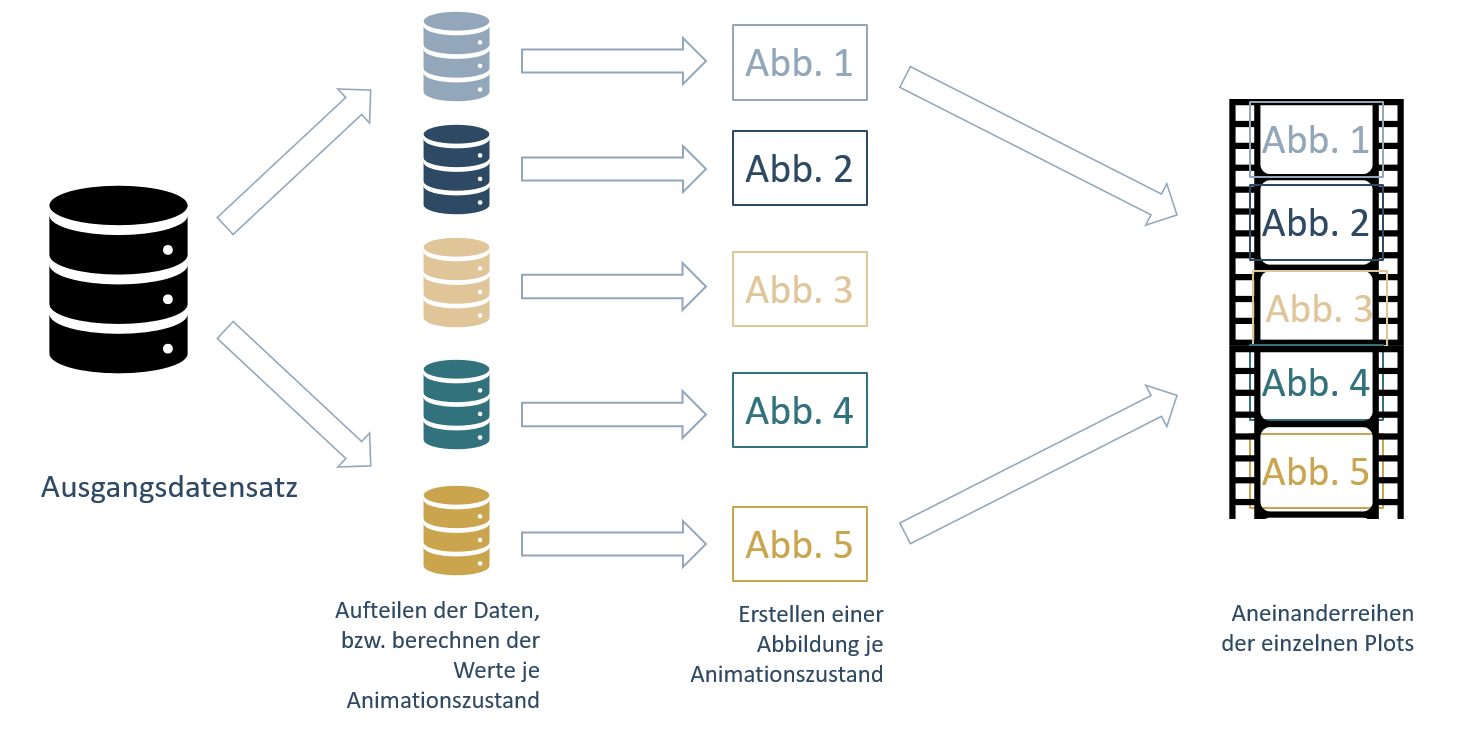 Abb. 1
Abb. 2
Abb. 3
Abb. 4
Abb. 5
Abb. 1
Abb. 2
Abb. 3
Abb. 4
Abb. 5
Ausgangsdatensatz
Aufteilen der Daten,
bzw. berechnen der
Werte je
Animationszustand
Erstellen einer
Abbildung je
Animationszustand
Aneinanderreihen
der einzelnen Plots